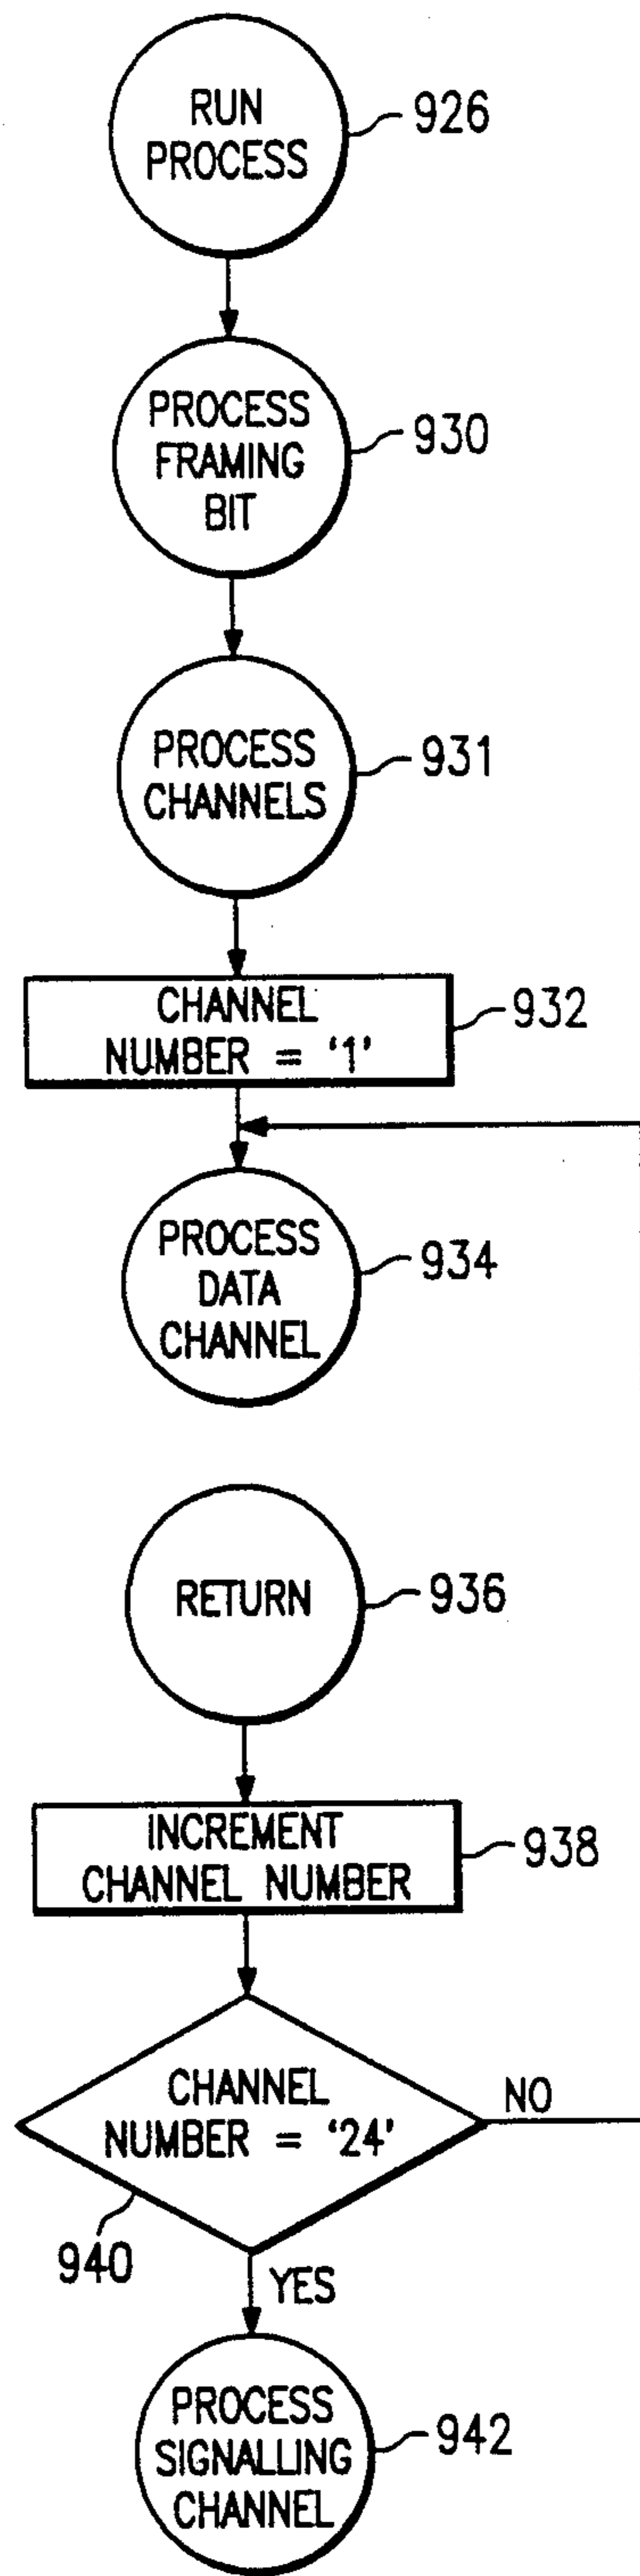 RUN
PROCESS
926
PROCESS
FRAMING
BIT
930
PROCESS
CHANNELS
931
CHANNEL
NUMBER = '1'
932
PROCESS
DATA
CHANNEL
934
RETURN
936
INCREMENT
CHANNEL NUMBER
938
CHANNEL
NUMBER = '24'
NO
940
YES
PROCESS
SIGNALLING
CHANNEL
942